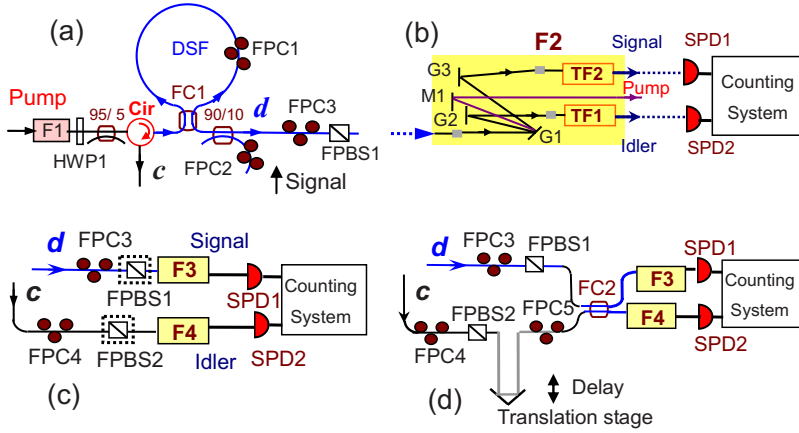 (a)
DSF
FPC1
FC1
Pump
95/ 5
Cir
90/10
d
FPC3
F1
HWP1
c
FPC2
FPBS1
Signal
(b)
F2
Signal
SPD1
G3
TF2
M1
Pump
G2
TF1
G1
Idler
SPD2
Counting
System
d
FPC3
F3
Signal
FPBS1
SPD1
c
Counting
System
FPC4
FPBS2
F4
Idler
SPD2
(c)
d
FPC3
FPBS1
SPD1
FC2
F3
c
FPBS2
FPC5
F4
Counting
System
FPC4
SPD2
Delay
(d)
Translation stage